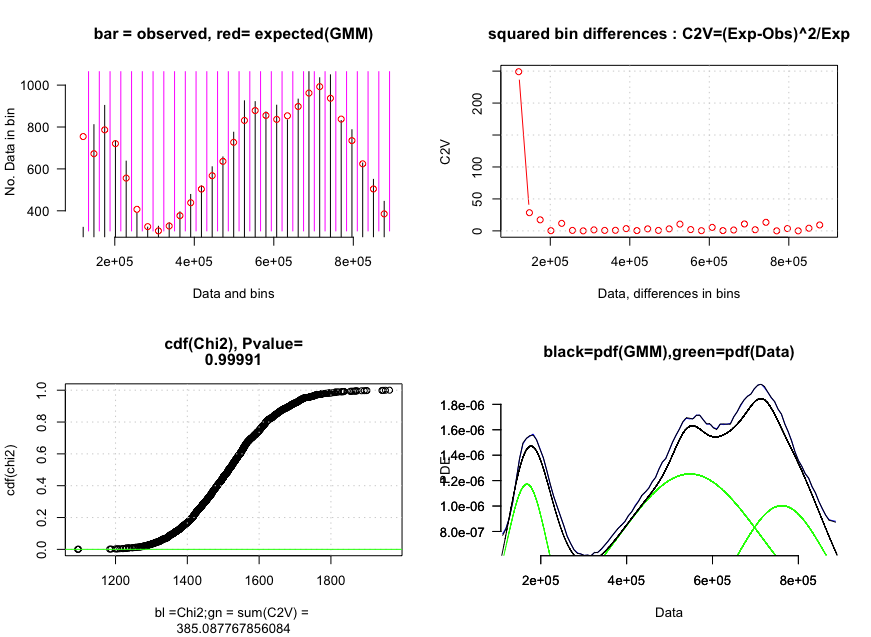 bar = observed, red= expected(GMM)
No. Data in bin
1000
800
600
400
2e+05 4e+05 6e+05 8e+05
Data and bins
squared bin differences : C2V=(Exp-Obs)^2/Exp
C2V
200
100
50
0
2e+05 4e+05 6e+05 8e+05
Data, differences in bins
cdf(Chi2), Pvalue=
0.99991
cdf(chi2)
1.0
0.8
0.6
0.4
0.2
0.0
1200 1400 1600 1800
bl =Chi2;gn = sum(C2V) =
385.087767856084
black=pdf(GMM),green=pdf(Data)
PDE
1.8e-06
1.6e-06
1.4e-06
1.2e-06
1.0e-06
8.0e-07
2e+05 4e+05 6e+05 8e+05
Data